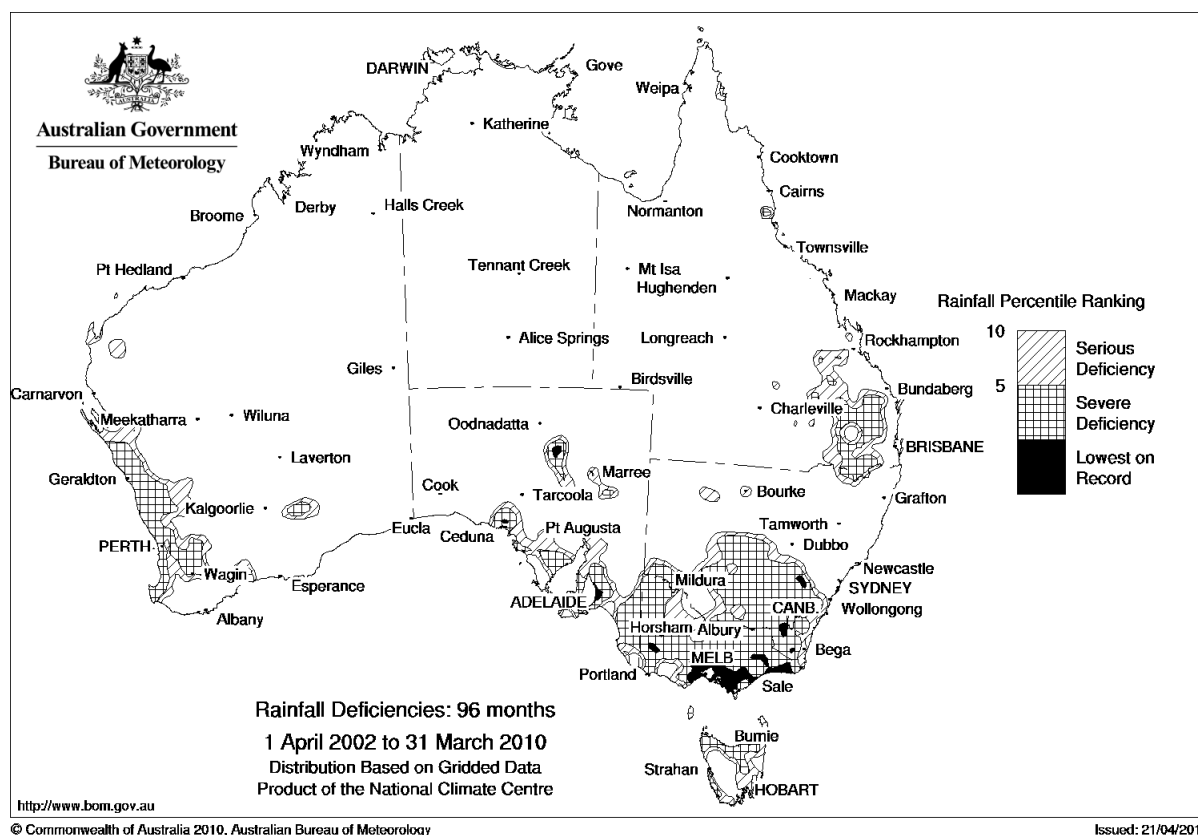 AUSTRALIA
Australian Government
Bureau of Meteorology
DARWIN
Gove
Weipa
Katherine
Wyndham
Cooktown
Cairns
Derby
Halls Creek
Broome
Normanton
Townsville
Pt Hedland
Tennant Creek
Mt Isa
Hughenden
Mackay
Alice Springs
Longreach
Rockhampton
Giles
Birdsville
Carnarvon
Bundaberg
Meekatharra
Wiluna
Charleville
Oodnadatta
BRISBANE
Laverton
Geraldton
Marree
Cook
Tarcoola
Bourke
Grafton
Kalgoorlie
Eucla
Ceduna
Pt Augusta
Tamworth
Dubbo
PERTH
Wagin
Esperance
Newcastle
Mildura
SYDNEY
ADELAIDE
CANB.
Wollongong
Albany
Horsham
Albury
Bega
MELB
Portland
Sale
Burnie
Strahan
HOBART
Rainfall Percentile Ranking
10
Serious
Deficiency
5
Severe
Deficiency
Lowest on
Record
Rainfall Deficiencies: 96 months
1 April 2002 to 31 March 2010
Distribution Based on Gridded Data
Product of the National Climate Centre
http://www.bom.gov.au
© Commonwealth of Australia 2010, Australian Bureau of Meteorology
Issued: 21/04/201